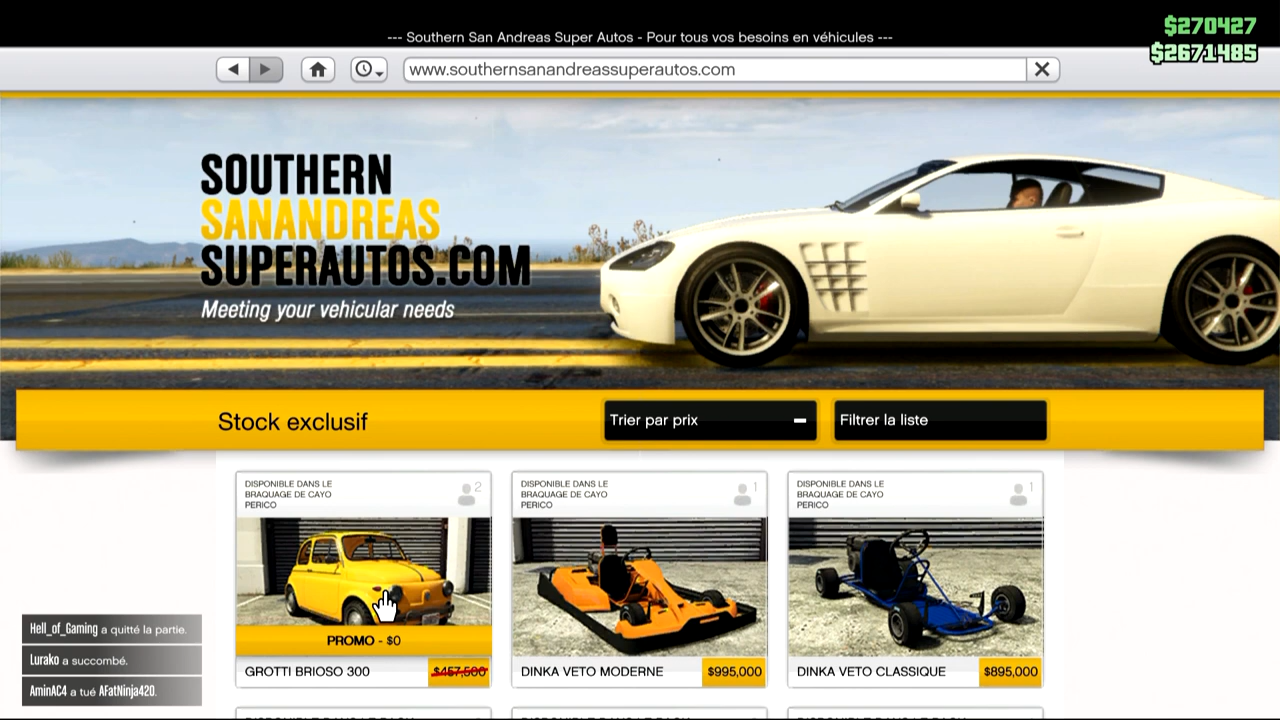 --- Southern San Andreas Super Autos - Pour tous vos besoins en véhicules ---
$270427
$2671485
www.southernsanandreassuperautos.com
SOUTHERN
SANANDREAS
SUPERAUTOS.COM
Meeting your vehicular needs
Stock exclusif
Trier par prix
Filtrer la liste
DISPONIBLE DANS LE
BRAQUAGE DE CAYO
PERICO
2
PROMO - $0
GROTTI BRIOSO 300
$457,500
DISPONIBLE DANS LE
BRAQUAGE DE CAYO
PERICO
1
DINKA VETO MODERNE
$995,000
DISPONIBLE DANS LE
BRAQUAGE DE CAYO
PERICO
1
DINKA VETO CLASSIQUE
$895,000
Hell_of_Gaming a quitté la partie.
Lurako a succombé.
AminAC4 a tué AFatNinja420.